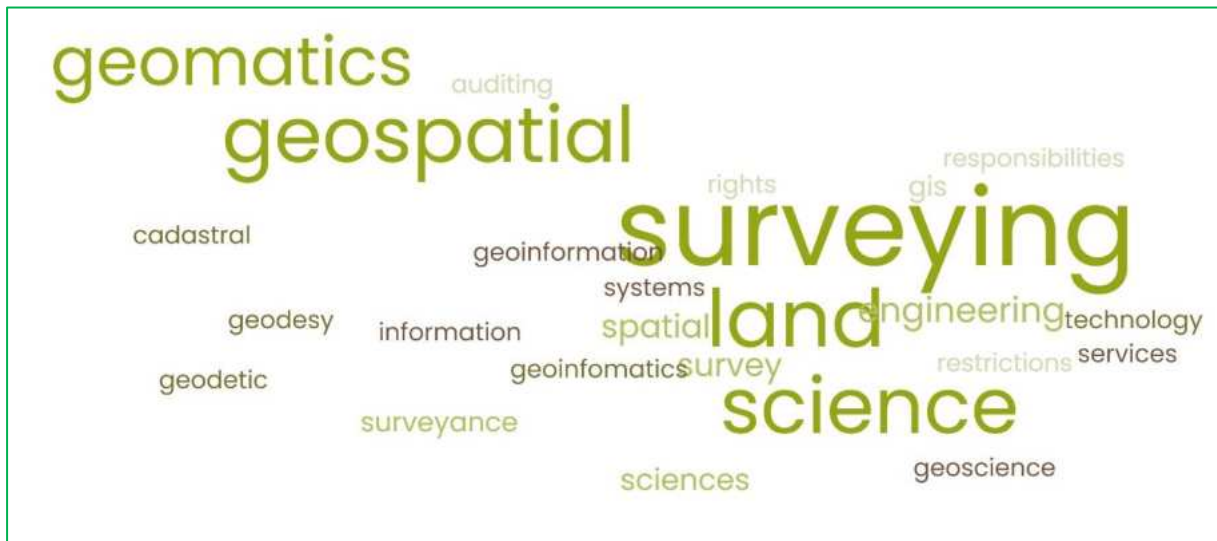 geomatics
auditing
geospatial
responsibilities
rights gis
surveying
cadastral
geoinformation
systems
land
engineering
technology
geodesy
information
spatial
services
geoinfomatics
survey
restrictions
geodetic
science
surveyance
geoscience
sciences